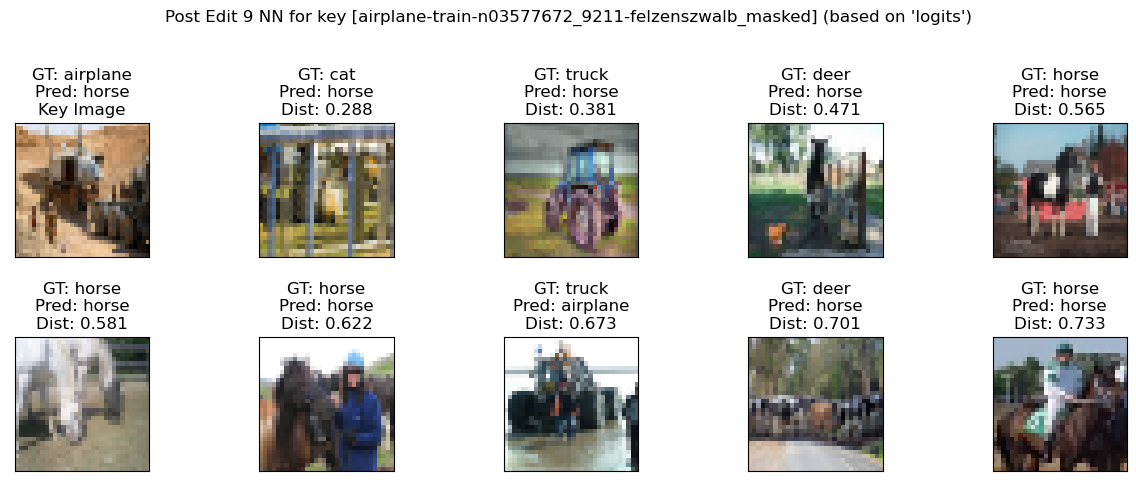 Post Edit 9 NN for key [airplane-train-n03577672_9211-felzenszwalb_masked] (based on 'logits')
GT: airplane
Pred: horse
Key Image
GT: cat
Pred: horse
Dist: 0.288
GT: truck
Pred: horse
Dist: 0.381
GT: deer
Pred: horse
Dist: 0.471
GT: horse
Pred: horse
Dist: 0.565
GT: horse
Pred: horse
Dist: 0.581
GT: horse
Pred: horse
Dist: 0.622
GT: truck
Pred: airplane
Dist: 0.673
GT: deer
Pred: horse
Dist: 0.701
GT: horse
Pred: horse
Dist: 0.733